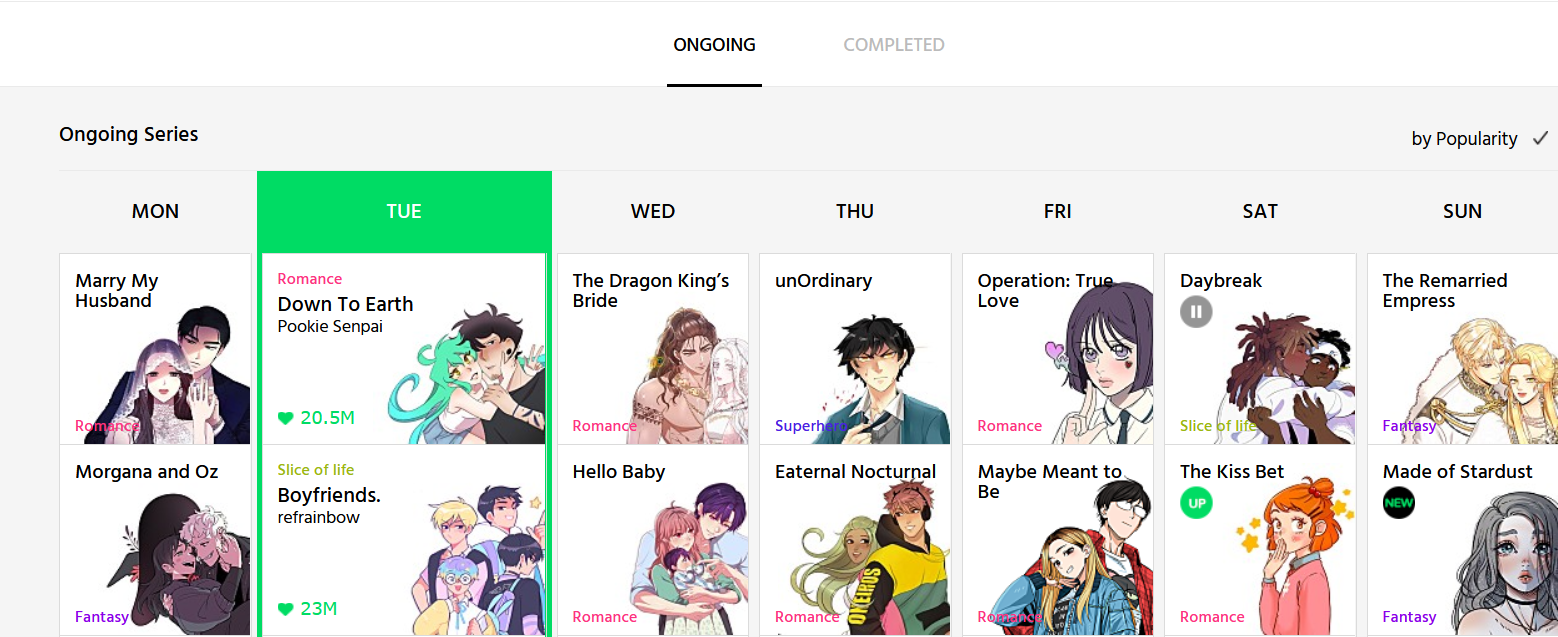 ONGOING
COMPLETED
Ongoing Series
by Popularity
MON
TUE
WED
THU
FRI
SAT
SUN
Marry My
Husband
Romance
Romance
Down To Earth
Pookie Senpai
20.5M
The Dragon King's
Bride
Romance
unOrdinary
Superhero
Operation: True
Love
Romance
Daybreak
Slice of life
The Remarried
Empress
Fantasy
Morgana and Oz
Fantasy
Slice of life
Boyfriends.
refrainbow
23M
Hello Baby
Romance
Eaternal Nocturnal
ONEIROS
Romance
Maybe Meant to
Be
Romance
The Kiss Bet
UP
Romance
Made of Stardust
NEW
Fantasy